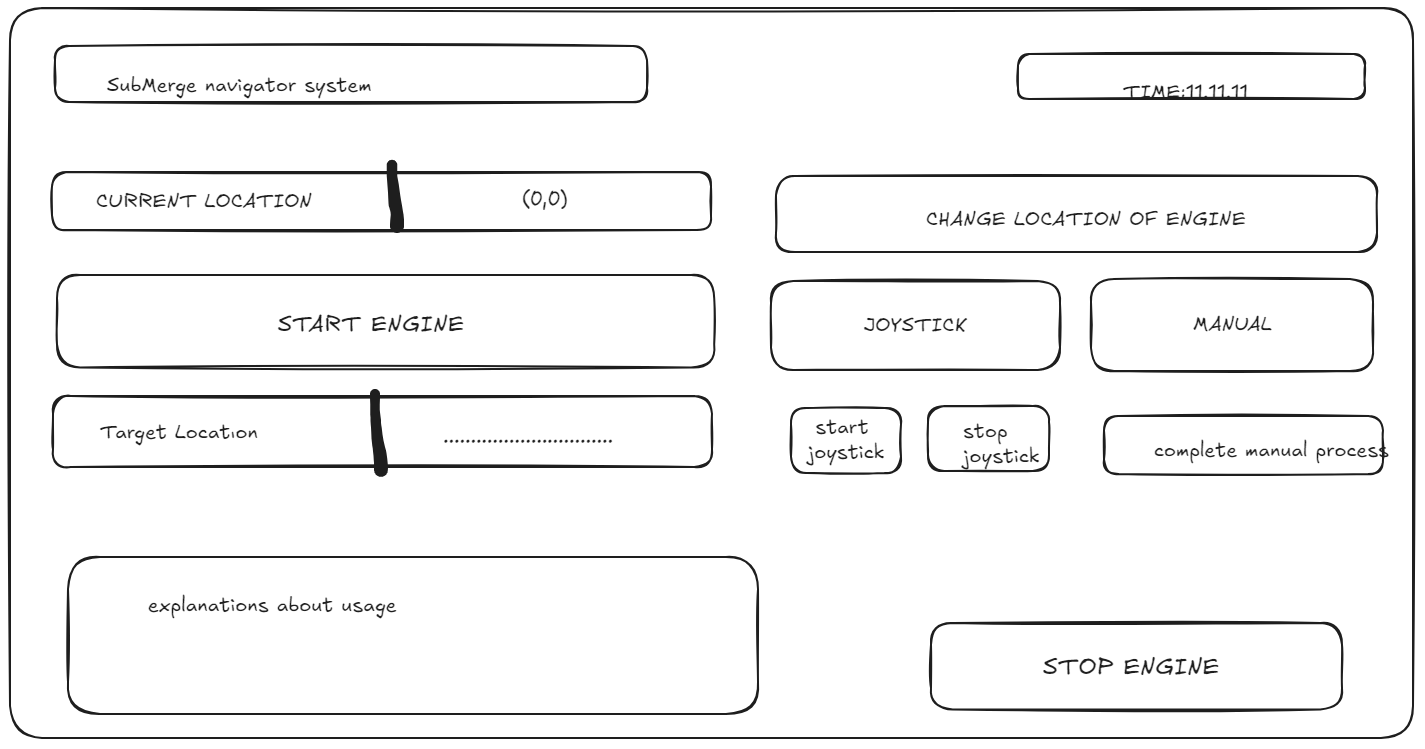 SubMerge navigator system
TIME:11.11.11
CURRENT LOCATION
(0,0)
CHANGE LOCATION OF ENGINE
START ENGINE
JOYSTICK
MANUAL
Target Location
................................
start
joystick
stop
joystick
complete manual process
explanations about usage
STOP ENGINE